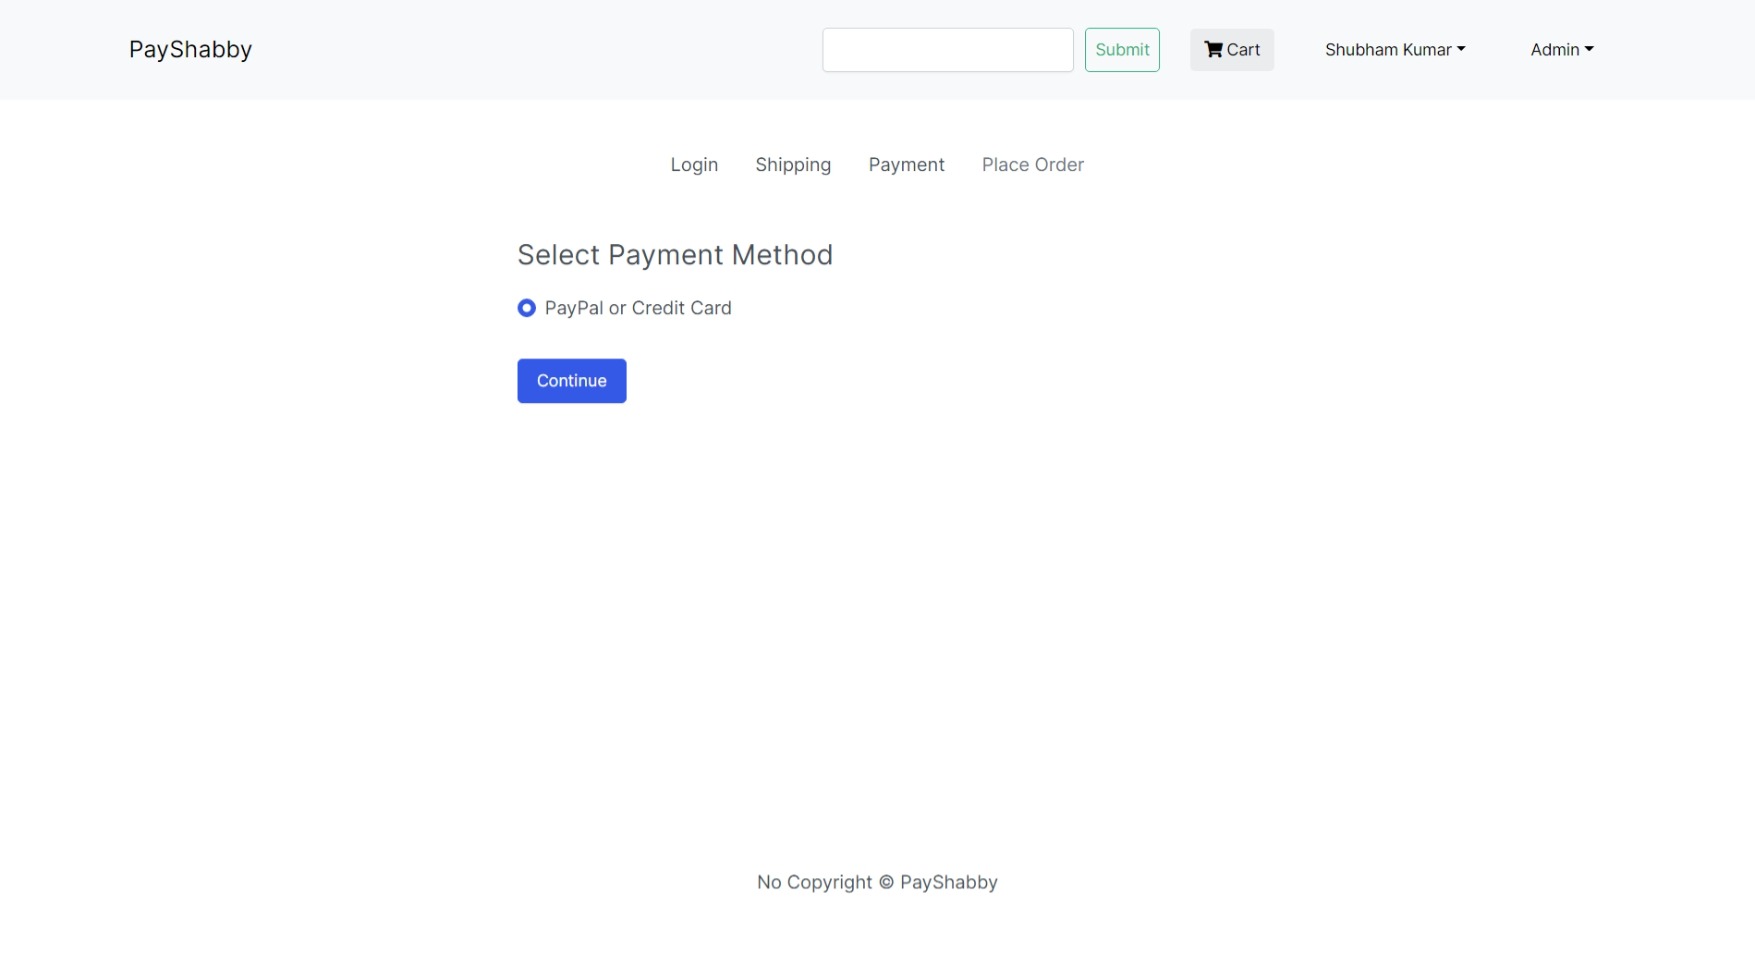 PayShabby Submit Cart Shubham Kumar Admin
Login Shipping Payment Place Order
Select Payment Method
PayPal or Credit Card
Continue
No Copyright © PayShabby